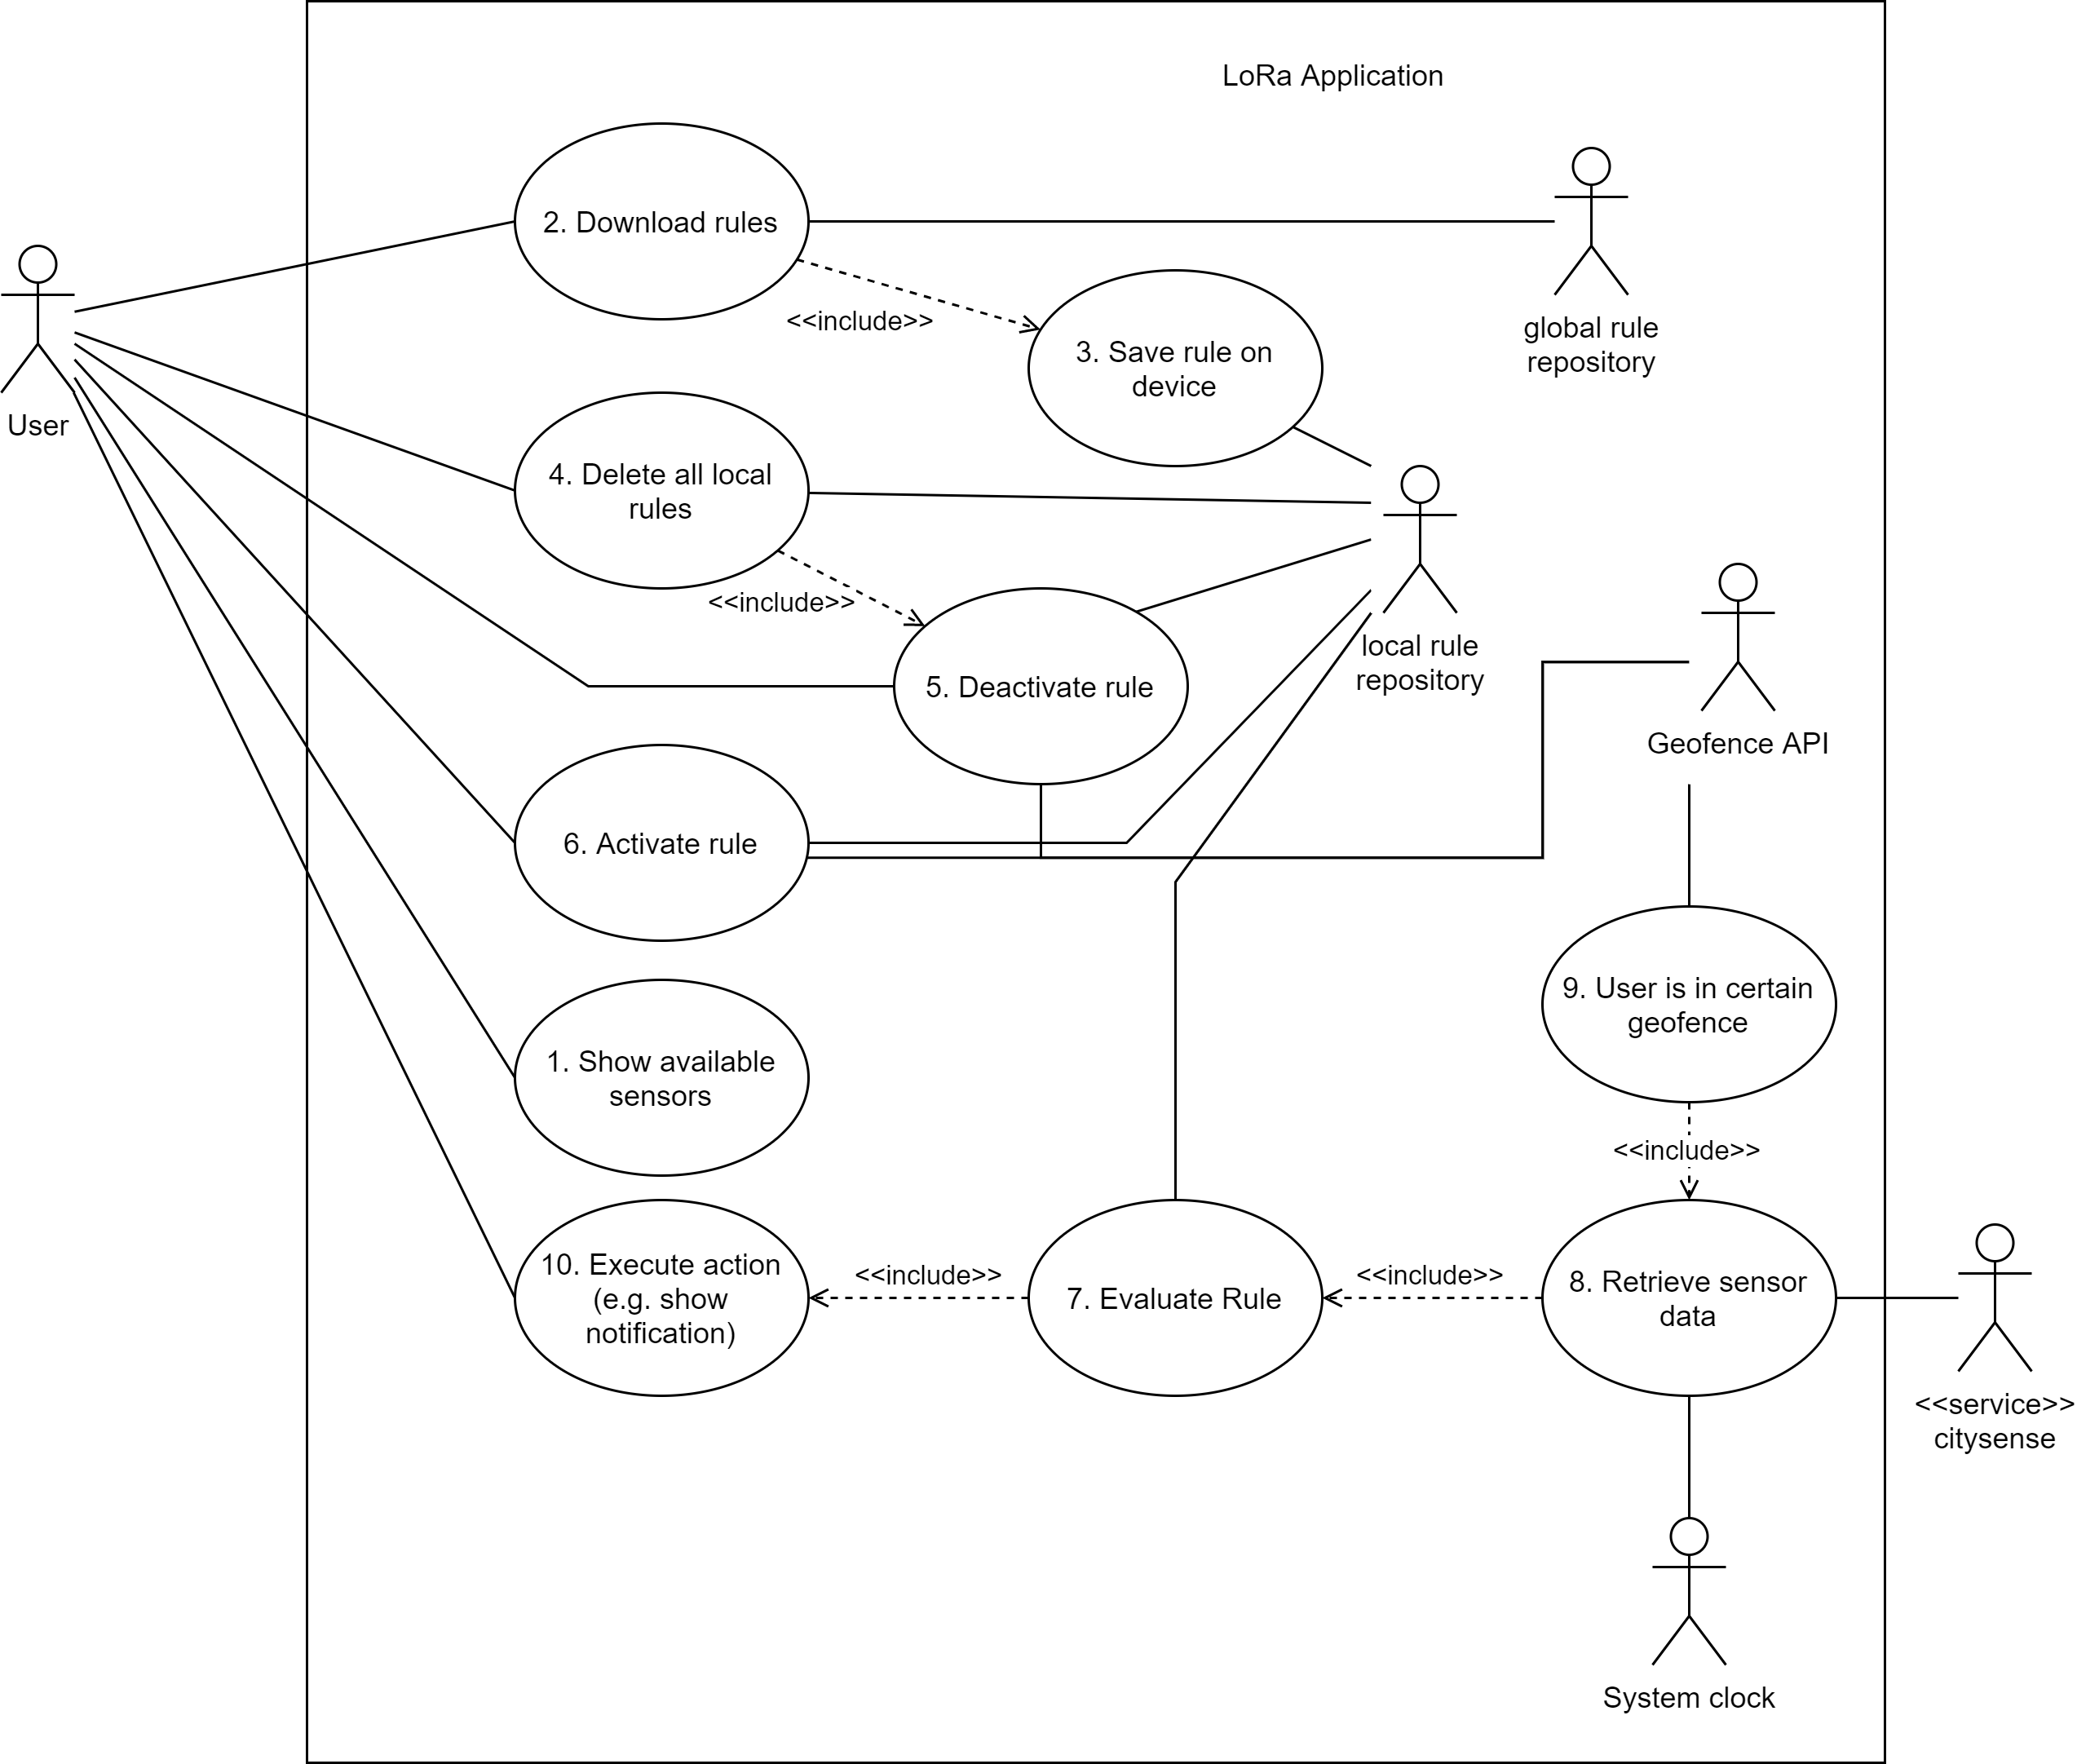 LoRa Application
2. Download rules
global rule
repository
<<include>>
3. Save rule on
device
User
4. Delete all local
rules
<<include>>
local rule
repository
5. Deactivate rule
Geofence API
6. Activate rule
9. User is in certain
geofence
1. Show available
sensors
<<include>>
10. Execute action
(e.g. show
notification)
<<include>>
7. Evaluate Rule
<<include>>
8. Retrieve sensor
data
<<service>>
citysense
System clock